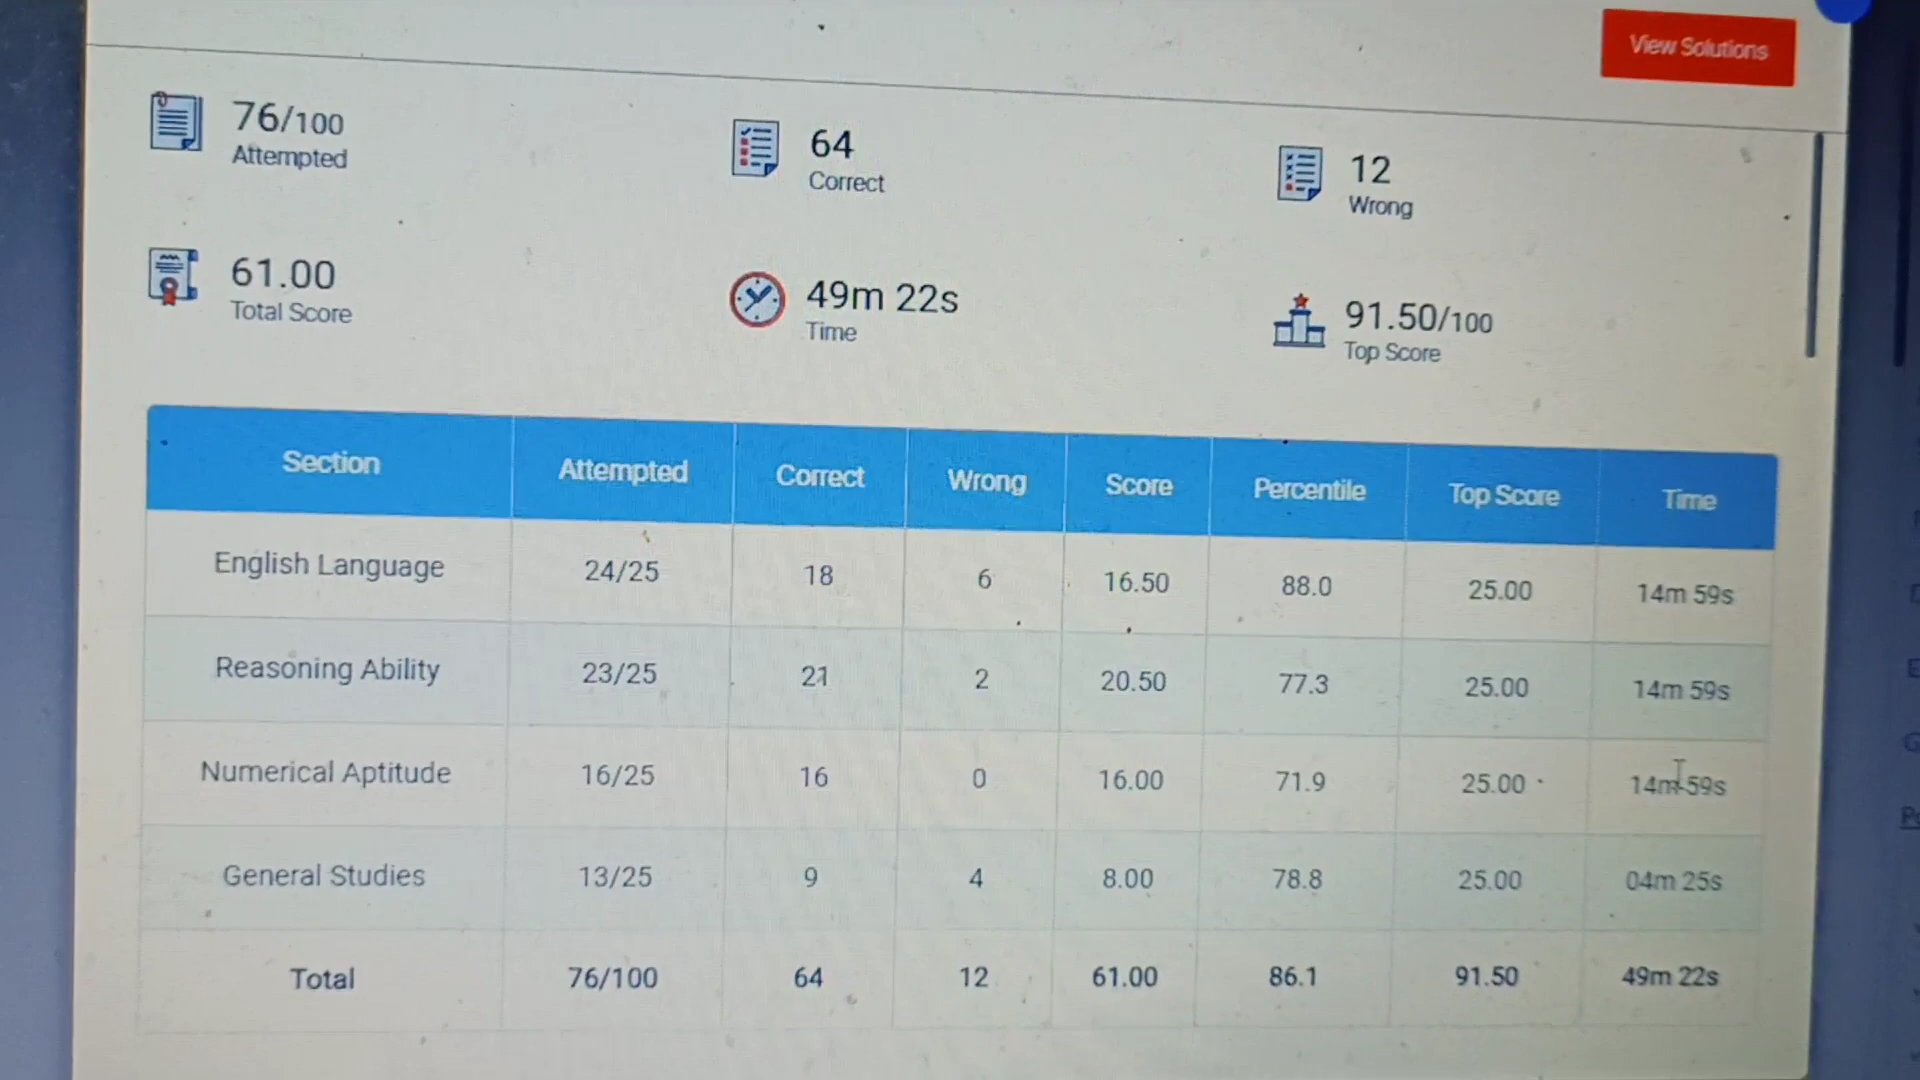 View Solutions
76/100
Attempted
64
Correct
12
Wrong
61.00
Total Score
49m 22s
Time
91.50/100
Top Score
Section Attempted Correct Wrong Score Percentile Top Score Time
English Language 24/25 18 6 16.50 88.0 25.00 14m 59s
Reasoning Ability 23/25 21 2 20.50 77.3 25.00 14m 59s
Numerical Aptitude 16/25 16 0 16.00 71.9 25.00 14m 59s
General Studies 13/25 9 4 8.00 78.8 25.00 04m 25s
Total 76/100 64 12 61.00 86.1 91.50 49m 22s